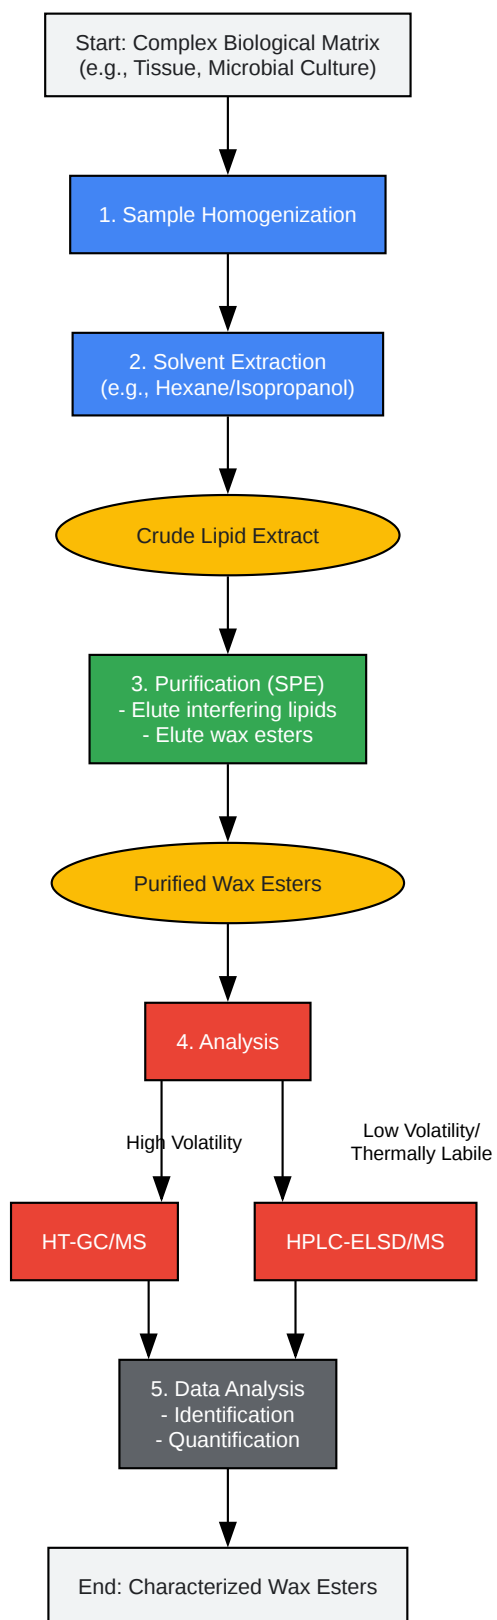 Start: Complex Biological Matrix
(e.g., Tissue, Microbial Culture)
1. Sample Homogenization
2. Solvent Extraction
(e.g., Hexane/Isopropanol)
Crude Lipid Extract
3. Purification (SPE)
- Elute interfering lipids
- Elute wax esters
Purified Wax Esters
4. Analysis
High Volatility
Low Volatility/
Thermally Labile
HT-GC/MS
HPLC-ELSD/MS
5. Data Analysis
- Identification
- Quantification
End: Characterized Wax Esters